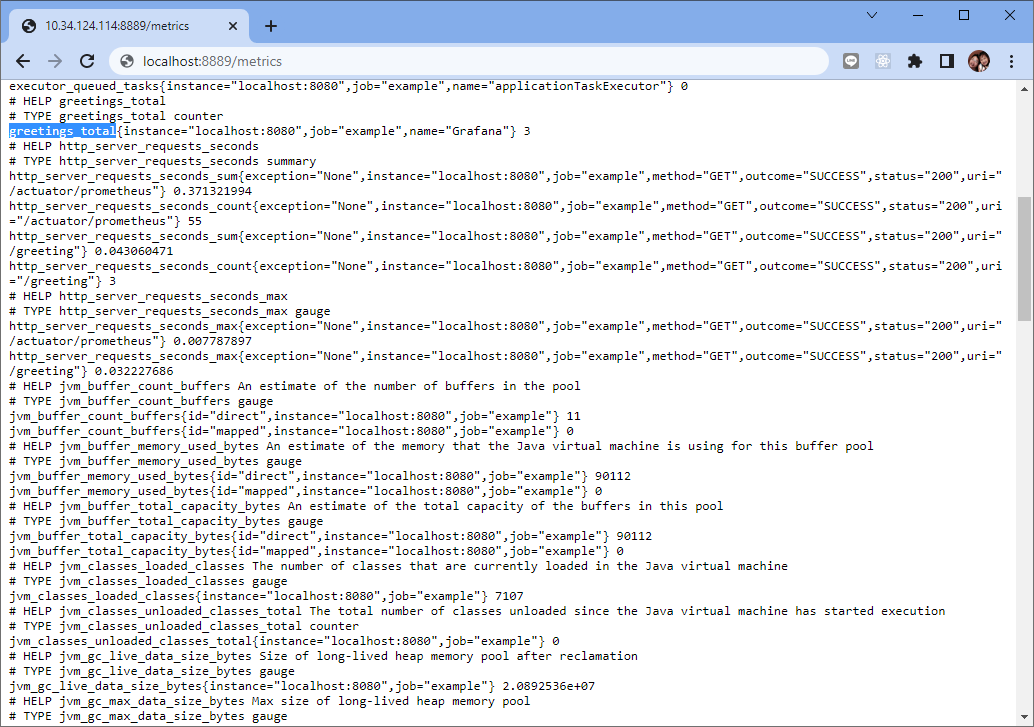 10.34.124.114:8889/metrics
localhost:8889/metrics
executor_queued_tasks{instance="localhost:8080",job="example",name="applicationTaskExecutor"} 0
# HELP greetings_total
# TYPE greetings_total counter
greetings_total{instance="localhost:8080",job="example",name="Grafana"} 3
# HELP http_server_requests_seconds
# TYPE http_server_requests_seconds summary
http_server_requests_seconds_sum{exception="None",instance="localhost:8080",job="example",method="GET",outcome="SUCCESS",status="200",uri="
/actuator/prometheus"} 0.371321994
http_server_requests_seconds_count{exception="None",instance="localhost:8080",job="example",method="GET",outcome="SUCCESS",status="200",uri
="/actuator/prometheus"} 55
http_server_requests_seconds_sum{exception="None",instance="localhost:8080",job="example",method="GET",outcome="SUCCESS",status="200",uri="
/greeting"} 0.043060471
http_server_requests_seconds_count{exception="None",instance="localhost:8080",job="example",method="GET",outcome="SUCCESS",status="200",uri
="/greeting"} 3
# HELP http_server_requests_seconds_max
# TYPE http_server_requests_seconds_max gauge
http_server_requests_seconds_max{exception="None",instance="localhost:8080",job="example",method="GET",outcome="SUCCESS",status="200",uri="
/actuator/prometheus"} 0.007787897
http_server_requests_seconds_max{exception="None",instance="localhost:8080",job="example",method="GET",outcome="SUCCESS",status="200",uri="
/greeting"} 0.032227686
# HELP jvm_buffer_count_buffers An estimate of the number of buffers in the pool
# TYPE jvm_buffer_count_buffers gauge
jvm_buffer_count_buffers{id="direct",instance="localhost:8080",job="example"} 11
jvm_buffer_count_buffers{id="mapped",instance="localhost:8080",job="example"} 0
# HELP jvm_buffer_memory_used_bytes An estimate of the memory that the Java virtual machine is using for this buffer pool
# TYPE jvm_buffer_memory_used_bytes gauge
jvm_buffer_memory_used_bytes{id="direct",instance="localhost:8080",job="example"} 90112
jvm_buffer_memory_used_bytes{id="mapped",instance="localhost:8080",job="example"} 0
# HELP jvm_buffer_total_capacity_bytes An estimate of the total capacity of the buffers in this pool
# TYPE jvm_buffer_total_capacity_bytes gauge
jvm_buffer_total_capacity_bytes{id="direct",instance="localhost:8080",job="example"} 90112
jvm_buffer_total_capacity_bytes{id="mapped",instance="localhost:8080",job="example"} 0
# HELP jvm_classes_loaded_classes The number of classes that are currently loaded in the Java virtual machine
# TYPE jvm_classes_loaded_classes gauge
jvm_classes_loaded_classes{instance="localhost:8080",job="example"} 7107
# HELP jvm_classes_unloaded_classes_total The total number of classes unloaded since the Java virtual machine has started execution
# TYPE jvm_classes_unloaded_classes_total counter
jvm_classes_unloaded_classes_total{instance="localhost:8080",job="example"} 0
# HELP jvm_gc_live_data_size_bytes Size of long-lived heap memory pool after reclamation
# TYPE jvm_gc_live_data_size_bytes gauge
jvm_gc_live_data_size_bytes{instance="localhost:8080",job="example"} 2.0892536e+07
# HELP jvm_gc_max_data_size_bytes Max size of long-lived heap memory pool
# TYPE jvm_gc_max_data_size_bytes gauge